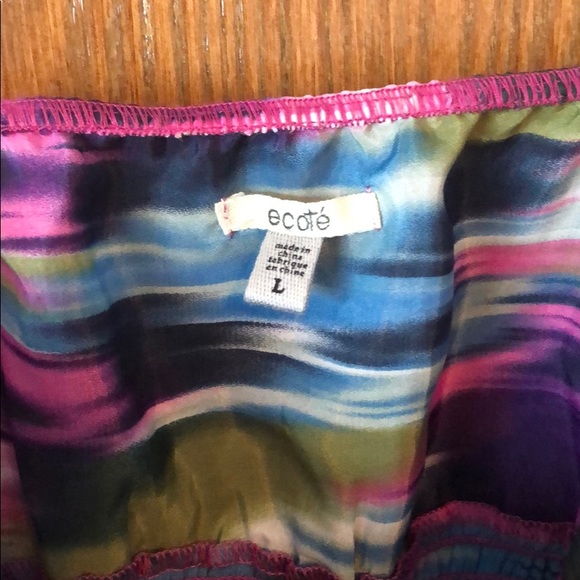 ecoté
made in
china
fabriqué
en chine
L